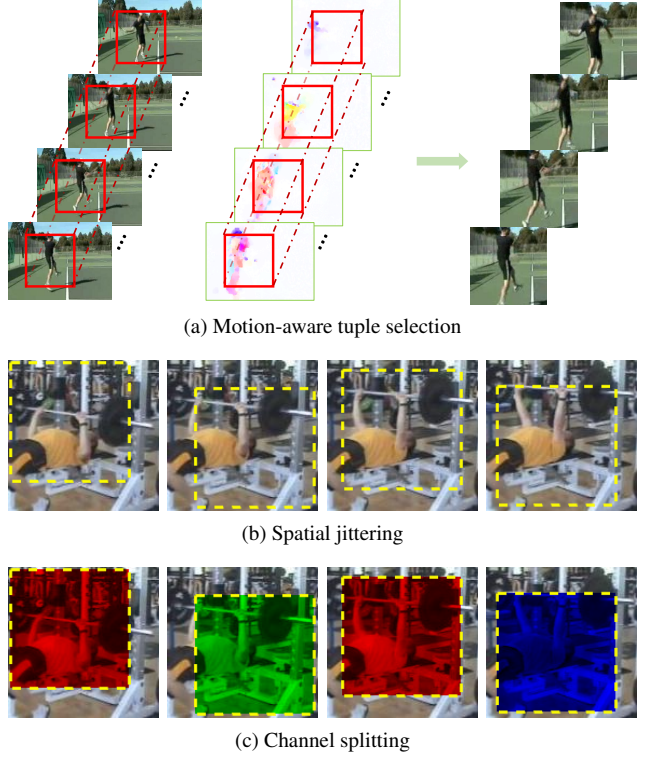 (a) Motion-aware tuple selection
(b) Spatial jittering
(c) Channel splitting